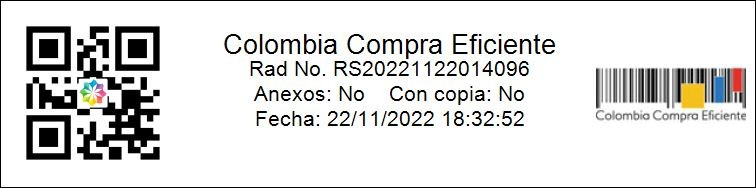 Colombia Compra Eficiente
Rad No. RS20221122014096
Anexos: No    Con copia: No
Fecha: 22/11/2022 18:32:52
Colombia Compra Eficiente